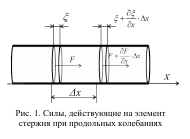 ξ
ξ + ∂ξ/∂x · Δx
F
F + ∂F/∂x · Δx
Δx
X
Рис. 1. Силы, действующие на элемент
стержня при продольных колебаниях